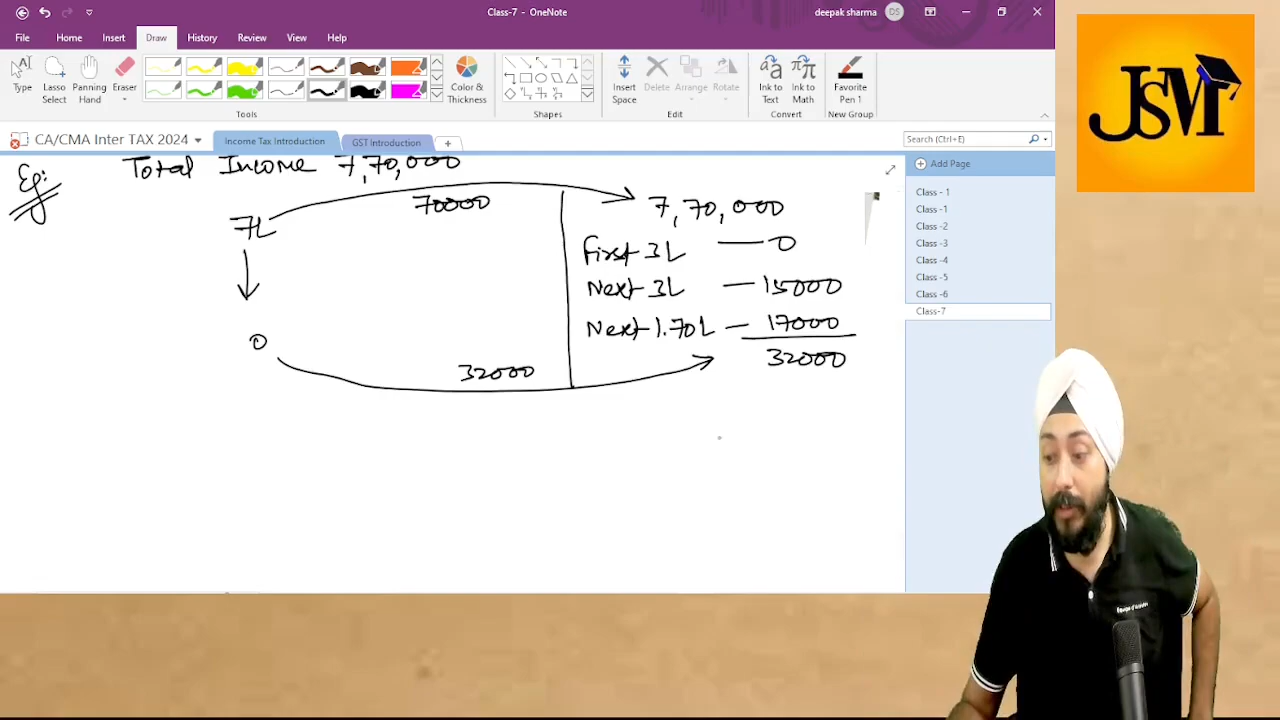 Class-7 - OneNote
deepak sharma DS
File Home Insert Draw History Review View Help
Type
Lasso Select
Panning Hand
Eraser
Color & Thickness
Insert Space
Delete
Arrange
Rotate
Ink to Text
Ink to Math
Favorite Pen 1
Tools
Shapes
Edit
Convert
New Group
CA/CMA Inter TAX 2024
Income Tax Introduction
GST Introduction
Search (Ctrl+E)
Add Page
Class - 1
Class -1
Class -2
Class -3
Class -4
Class -5
Class -6
Class-7
Eg:
Total Income 7,70,000
7L
70000
0
32000
7,70,000
First 3L — 0
Next 3L — 15000
Next 1.70L — 17000
32000
JSM